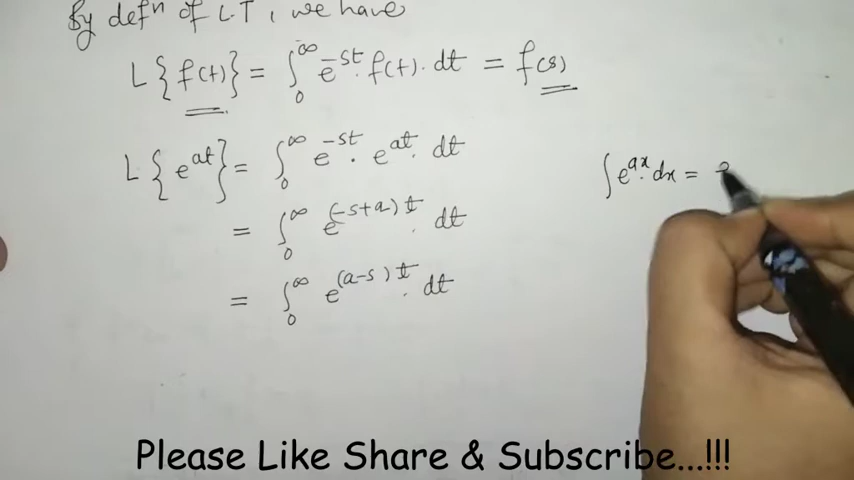 By defn of L.T, we have
L{f(t)} = ∫₀^∞ e^-st. f(t). dt = f(s)
L{e^at} = ∫₀^∞ e^-st. e^at. dt
∫e^ax. dx =
= ∫₀^∞ e^(-s+a)t. dt
= ∫₀^∞ e^(a-s)t. dt
Please Like Share & Subscribe...!!!